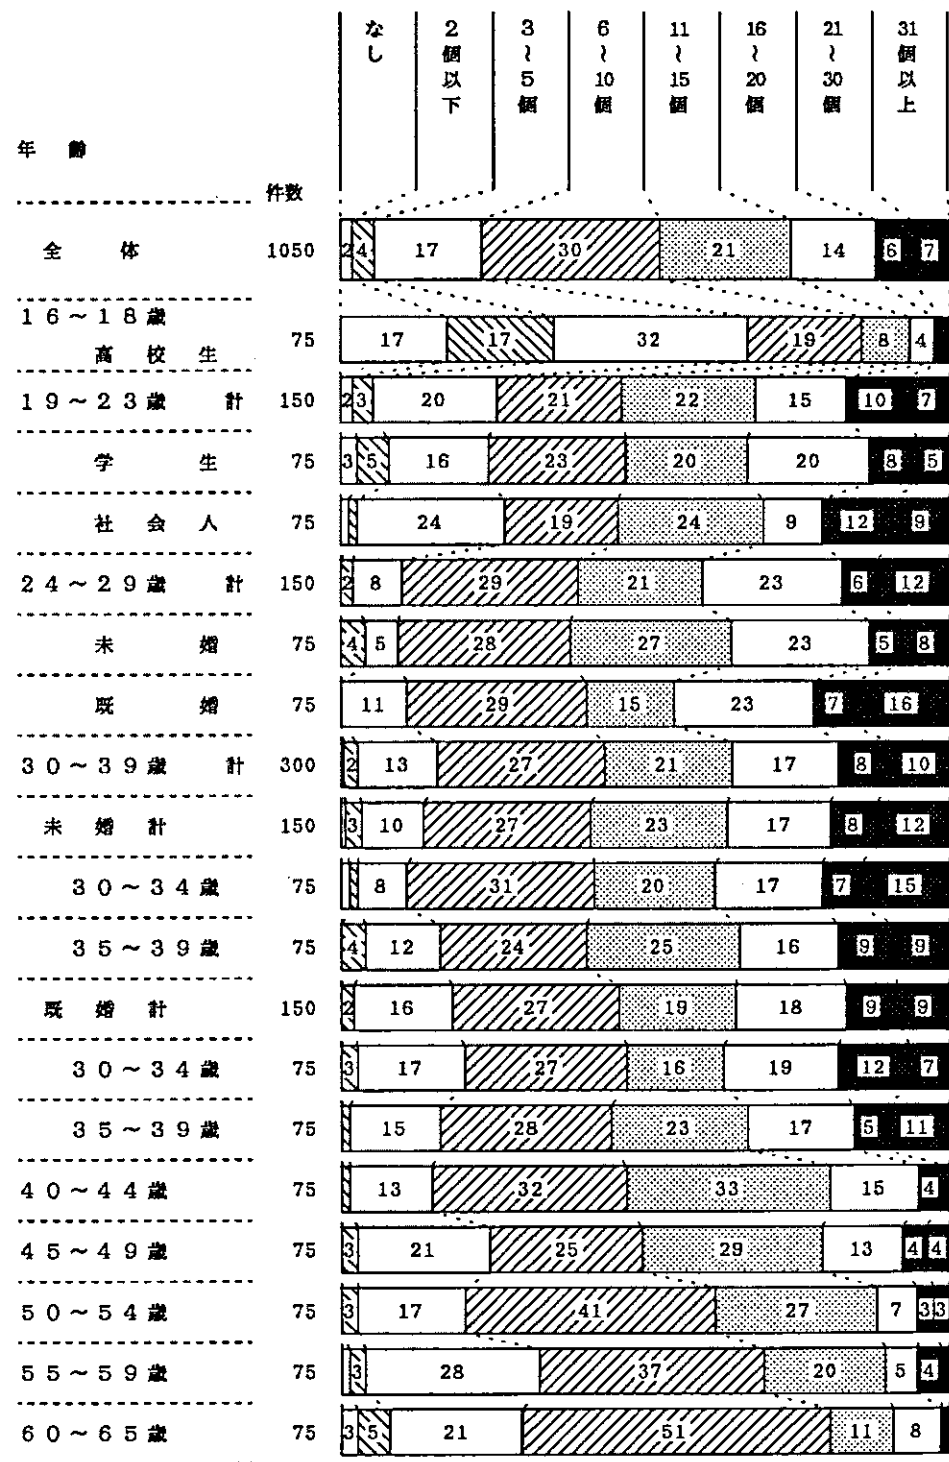 なし 2個以下 3～5個 6～10個 11～15個 16～20個 21～30個 31個以上
年 齢
件数
全 体 1050 2 4 17 30 21 14 6 7
16～18歳
高 校 生 75 17 17 32 19 8 4
19～23歳 計 150 2 3 20 21 22 15 10 7
学 生 75 3 5 16 23 20 20 8 5
社 会 人 75 24 19 24 9 12 9
24～29歳 計 150 2 8 29 21 23 6 12
未 婚 75 4 5 28 27 23 5 8
既 婚 75 11 29 15 23 7 16
30～39歳 計 300 2 13 27 21 17 8 10
未 婚 計 150 3 10 27 23 17 8 12
30～34歳 75 8 31 20 17 7 15
35～39歳 75 4 12 24 25 16 9 9
既 婚 計 150 2 16 27 19 18 9 9
30～34歳 75 3 17 27 16 19 12 7
35～39歳 75 15 28 23 17 5 11
40～44歳 75 13 32 33 15 4
45～49歳 75 3 21 25 29 13 4 4
50～54歳 75 3 17 41 27 7 3 3
55～59歳 75 3 28 37 20 5 4
60～65歳 75 3 5 21 51 11 8